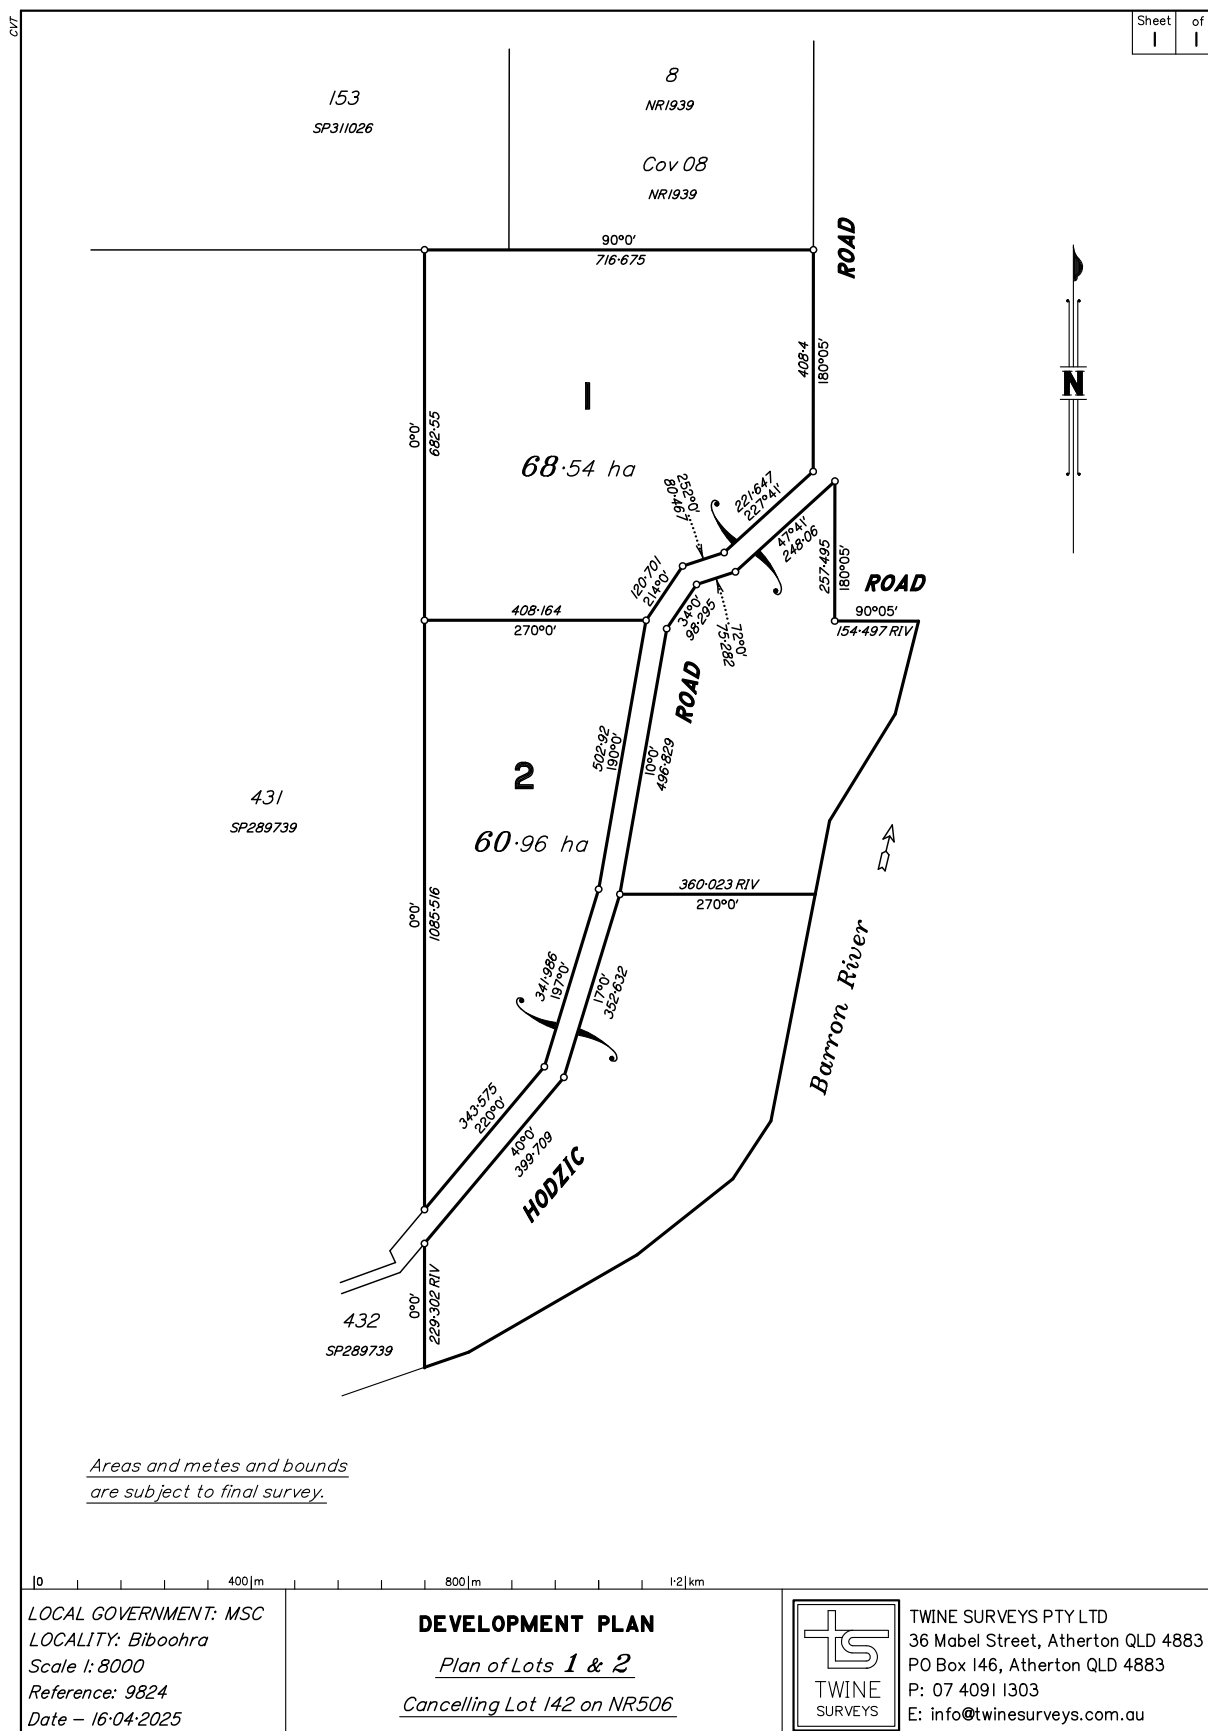 CVT
Sheet of
1 1
153
SP311026
8
NR1939
Cov 08
NR1939
ROAD
90°0'
716·675
408·4
180°05'
N
0°0'
682·55
1
68·54 ha
252°0'
80·467
221·647
227°41'
47°41'
248·06
257·495
180°05'
ROAD
90°05'
154·497 RIV
120·701
214°0'
34°0'
98·295
72°0'
75·282
408·164
270°0'
ROAD
502·92
190°0'
10°0'
496·829
2
60·96 ha
431
SP289739
0°0'
1085·516
360·023 RIV
270°0'
Barron River
341·986
197°0'
17°0'
352·632
343·575
220°0'
40°0'
399·709
HODZIC
0°0'
229·302 RIV
432
SP289739
Areas and metes and bounds
are subject to final survey.
0 400 m 800 m 1·2 km
LOCAL GOVERNMENT: MSC
LOCALITY: Biboohra
Scale 1: 8000
Reference: 9824
Date – 16·04·2025
DEVELOPMENT PLAN
Plan of Lots 1 & 2
Cancelling Lot 142 on NR506
ts
TWINE
SURVEYS
TWINE SURVEYS PTY LTD
36 Mabel Street, Atherton QLD 4883
PO Box 146, Atherton QLD 4883
P: 07 4091 1303
E: info@twinesurveys.com.au